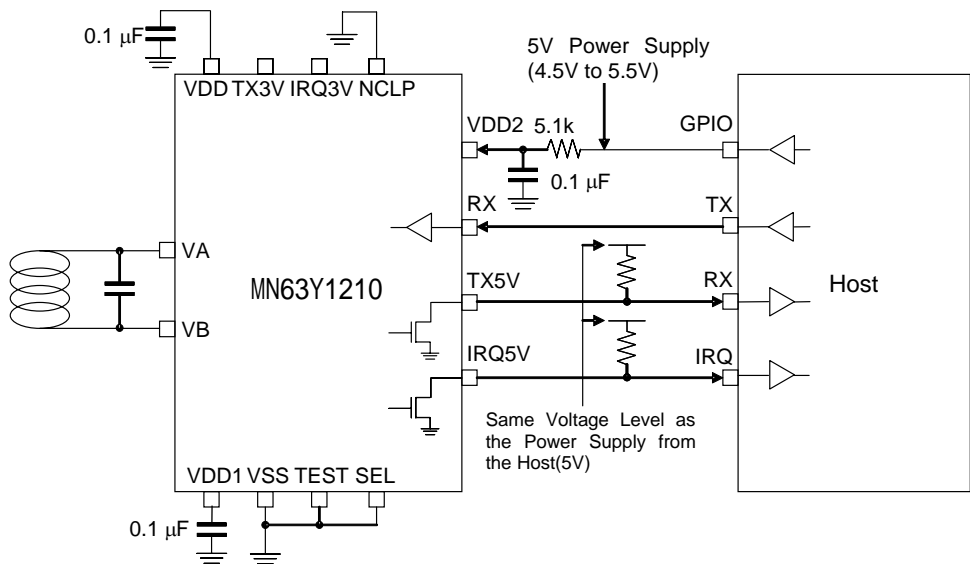 0.1 μF
5V Power Supply
(4.5V to 5.5V)
VDD TX3V IRQ3V NCLP
VDD2
5.1k
GPIO
0.1 μF
RX
TX
VA
MN63Y1210
TX5V
RX
Host
VB
IRQ5V
IRQ
Same Voltage Level as
the Power Supply from
the Host(5V)
VDD1 VSS TEST SEL
0.1 μF